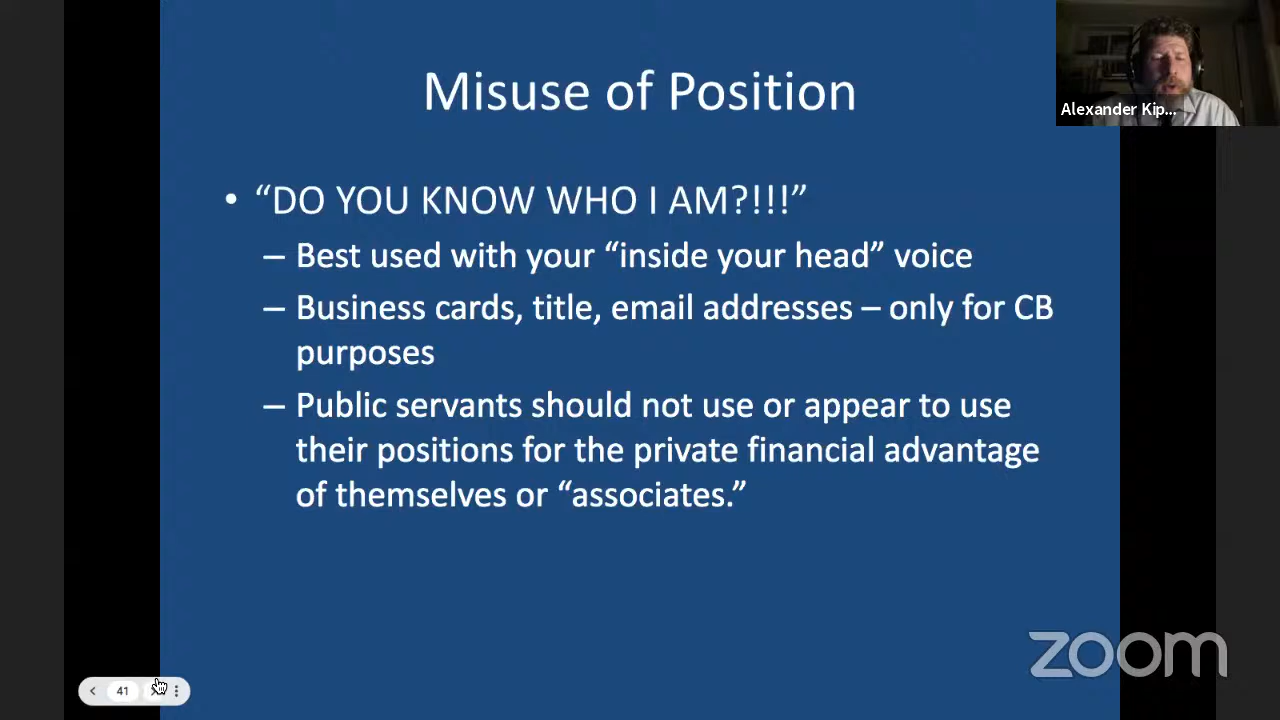 Misuse of Position
Alexander Kip...
• “DO YOU KNOW WHO I AM?!!!”
– Best used with your “inside your head” voice
– Business cards, title, email addresses – only for CB
purposes
– Public servants should not use or appear to use
their positions for the private financial advantage
of themselves or “associates.”
zoom
41